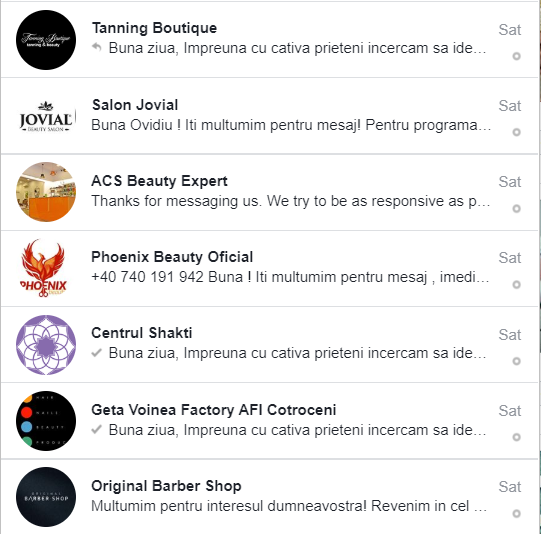 Tanning Boutique
tanning & beauty
Tanning Boutique
Sat
Buna ziua, Impreuna cu cativa prieteni incercam sa ide…
JOVIAL
BEAUTY SALON
Salon Jovial
Sat
Buna Ovidiu ! Iti multumim pentru mesaj! Pentru programa…
ACS Beauty Expert
Sat
Thanks for messaging us. We try to be as responsive as p…
PHOENIX
Phoenix Beauty Oficial
Sat
+40 740 191 942 Buna ! Iti multumim pentru mesaj , imedi…
Centrul Shakti
Sat
Buna ziua, Impreuna cu cativa prieteni incercam sa ide…
HAIR
NAILS
BEAUTY
PRODU
Geta Voinea Factory AFI Cotroceni
Sat
Buna ziua, Impreuna cu cativa prieteni incercam sa ide…
ORIGINAL
BARBER SHOP
Original Barber Shop
Sat
Multumim pentru interesul dumneavostra! Revenim in cel …